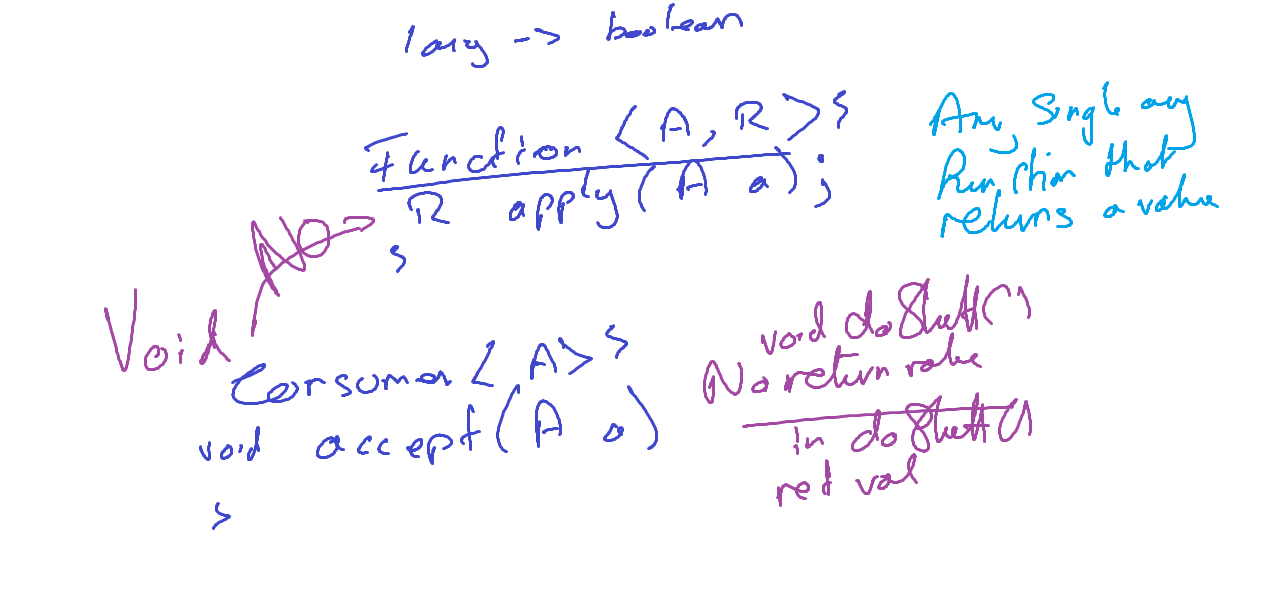 1 arg -> boolean
Function <A, R> {
R apply(A a);
}
Any single arg
function that
returns a value
NO
Void
Consumer <A> {
void accept(A a)
}
void doStuff()
No return value
in doStuff()
ret val